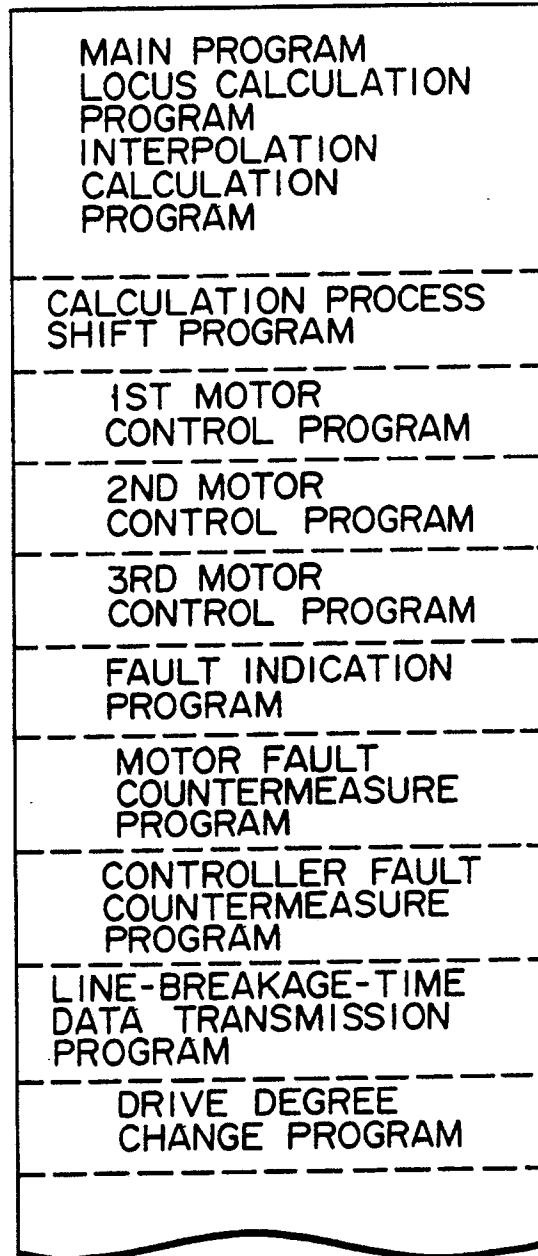 MAIN PROGRAM
LOCUS CALCULATION
PROGRAM
INTERPOLATION
CALCULATION
PROGRAM
CALCULATION PROCESS
SHIFT PROGRAM
1ST MOTOR
CONTROL PROGRAM
2ND MOTOR
CONTROL PROGRAM
3RD MOTOR
CONTROL PROGRAM
FAULT INDICATION
PROGRAM
MOTOR FAULT
COUNTERMEASURE
PROGRAM
CONTROLLER FAULT
COUNTERMEASURE
PROGRAM
LINE-BREAKAGE-TIME
DATA TRANSMISSION
PROGRAM
DRIVE DEGREE
CHANGE PROGRAM